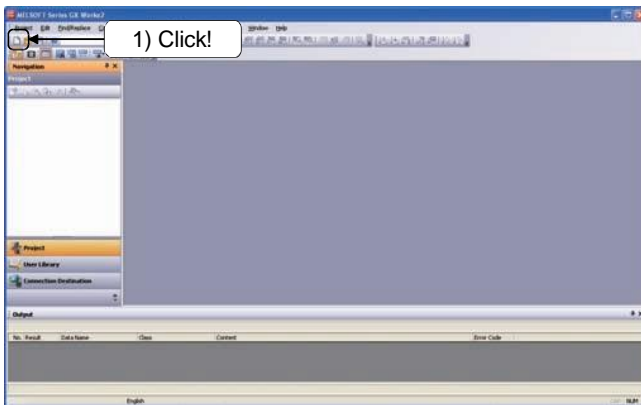 MELSOFT Series GX Works2
Project Edit Find/Replace
Window Help
1) Click!
Navigation
Project
Project
User Library
Connection Destination
Output
No. Result Data Name Class Content Error Code
English
CAP NUM